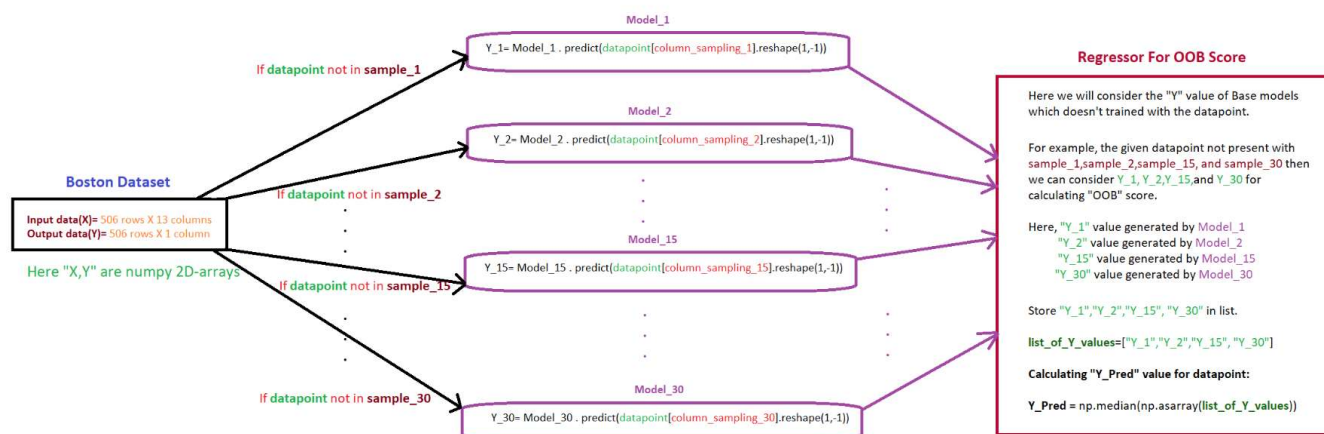 Boston Dataset
Input data(X)= 506 rows X 13 columns
Output data(Y)= 506 rows X 1 column
Here "X,Y" are numpy 2D-arrays
If datapoint not in sample_1
If datapoint not in sample_2
If datapoint not in sample_15
If datapoint not in sample_30
Model_1
Y_1= Model_1 . predict(datapoint[column_sampling_1].reshape(1,-1))
Model_2
Y_2= Model_2 . predict(datapoint[column_sampling_2].reshape(1,-1))
Model_15
Y_15= Model_15 . predict(datapoint[column_sampling_15].reshape(1,-1))
Model_30
Y_30= Model_30 . predict(datapoint[column_sampling_30].reshape(1,-1))
Regressor For OOB Score
Here we will consider the "Y" value of Base models
which doesn't trained with the datapoint.
For example, the given datapoint not present with
sample_1,sample_2,sample_15, and sample_30 then
we can consider Y_1, Y_2,Y_15,and Y_30 for
calculating "OOB" score.
Here, "Y_1" value generated by Model_1
"Y_2" value generated by Model_2
"Y_15" value generated by Model_15
"Y_30" value generated by Model_30
Store "Y_1","Y_2","Y_15", "Y_30" in list.
list_of_Y_values=["Y_1","Y_2","Y_15", "Y_30"]
Calculating "Y_Pred" value for datapoint:
Y_Pred = np.median(np.asarray(list_of_Y_values))